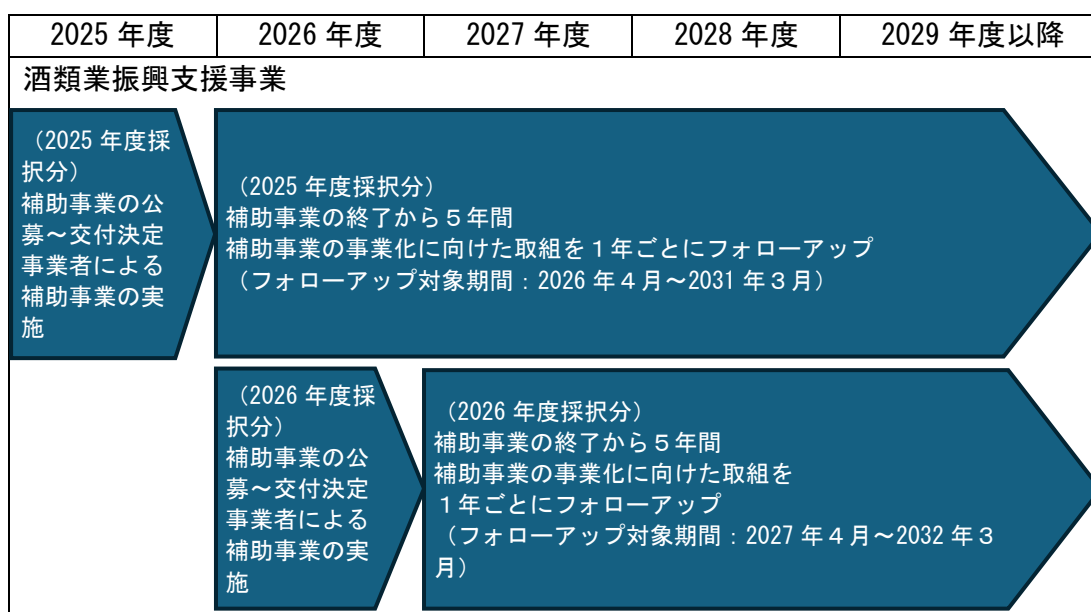 2025 年度 2026 年度 2027 年度 2028 年度 2029 年度以降
酒類業振興支援事業
（2025 年度採
択分）
補助事業の公
募～交付決定
事業者による
補助事業の実
施
（2025 年度採択分）
補助事業の終了から５年間
補助事業の事業化に向けた取組を１年ごとにフォローアップ
（フォローアップ対象期間：2026 年４月～2031 年３月）
（2026 年度採
択分）
補助事業の公
募～交付決定
事業者による
補助事業の実
施
（2026 年度採択分）
補助事業の終了から５年間
補助事業の事業化に向けた取組を
１年ごとにフォローアップ
（フォローアップ対象期間：2027 年４月～2032 年３
月）